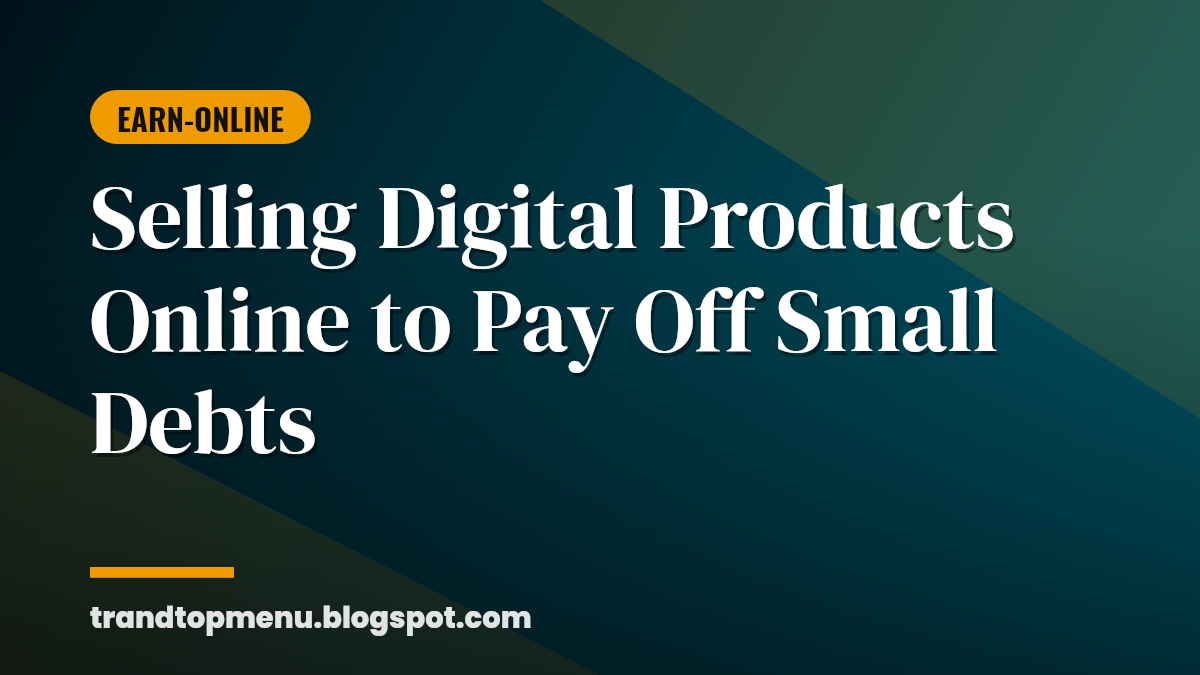 EARN-ONLINE
Selling Digital Products
Online to Pay Off Small
Debts
trandtopmenu.blogspot.com